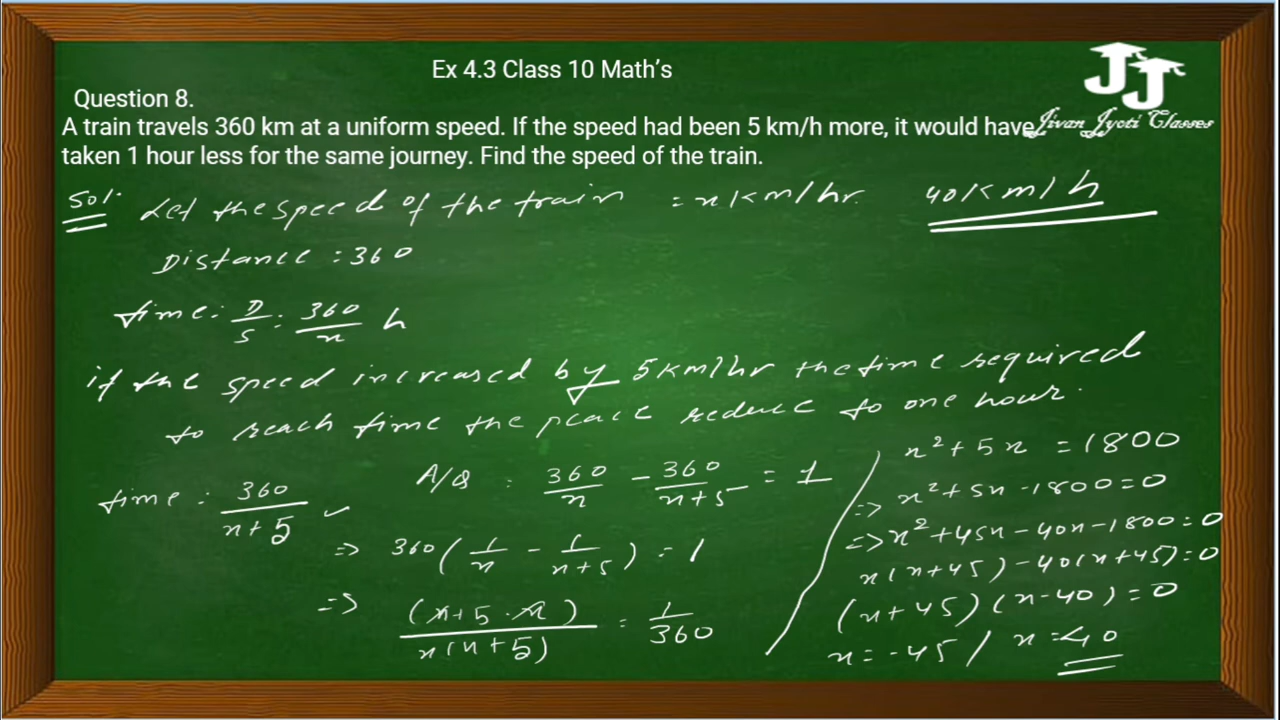 Ex 4.3 Class 10 Math's
JJ
Jivan Jyoti Classes
Question 8.
A train travels 360 km at a uniform speed. If the speed had been 5 km/h more, it would have
taken 1 hour less for the same journey. Find the speed of the train.
Sol. Let the speed of the train = x km/hr. 40 km/h
Distance = 360
time = D/S = 360/x h
if the speed increased by 5 km/hr the time required
to reach time the place reduce to one hour.
time = 360/(x+5) ✓
A/Q = 360/x - 360/(x+5) = 1
=> 360(1/x - 1/(x+5)) = 1
=> (x+5-x)/(x(x+5)) = 1/360
x² + 5x = 1800
=> x² + 5x - 1800 = 0
=> x² + 45x - 40x - 1800 = 0
x(x+45) - 40(x+45) = 0
(x+45)(x-40) = 0
x = -45 / x = 40